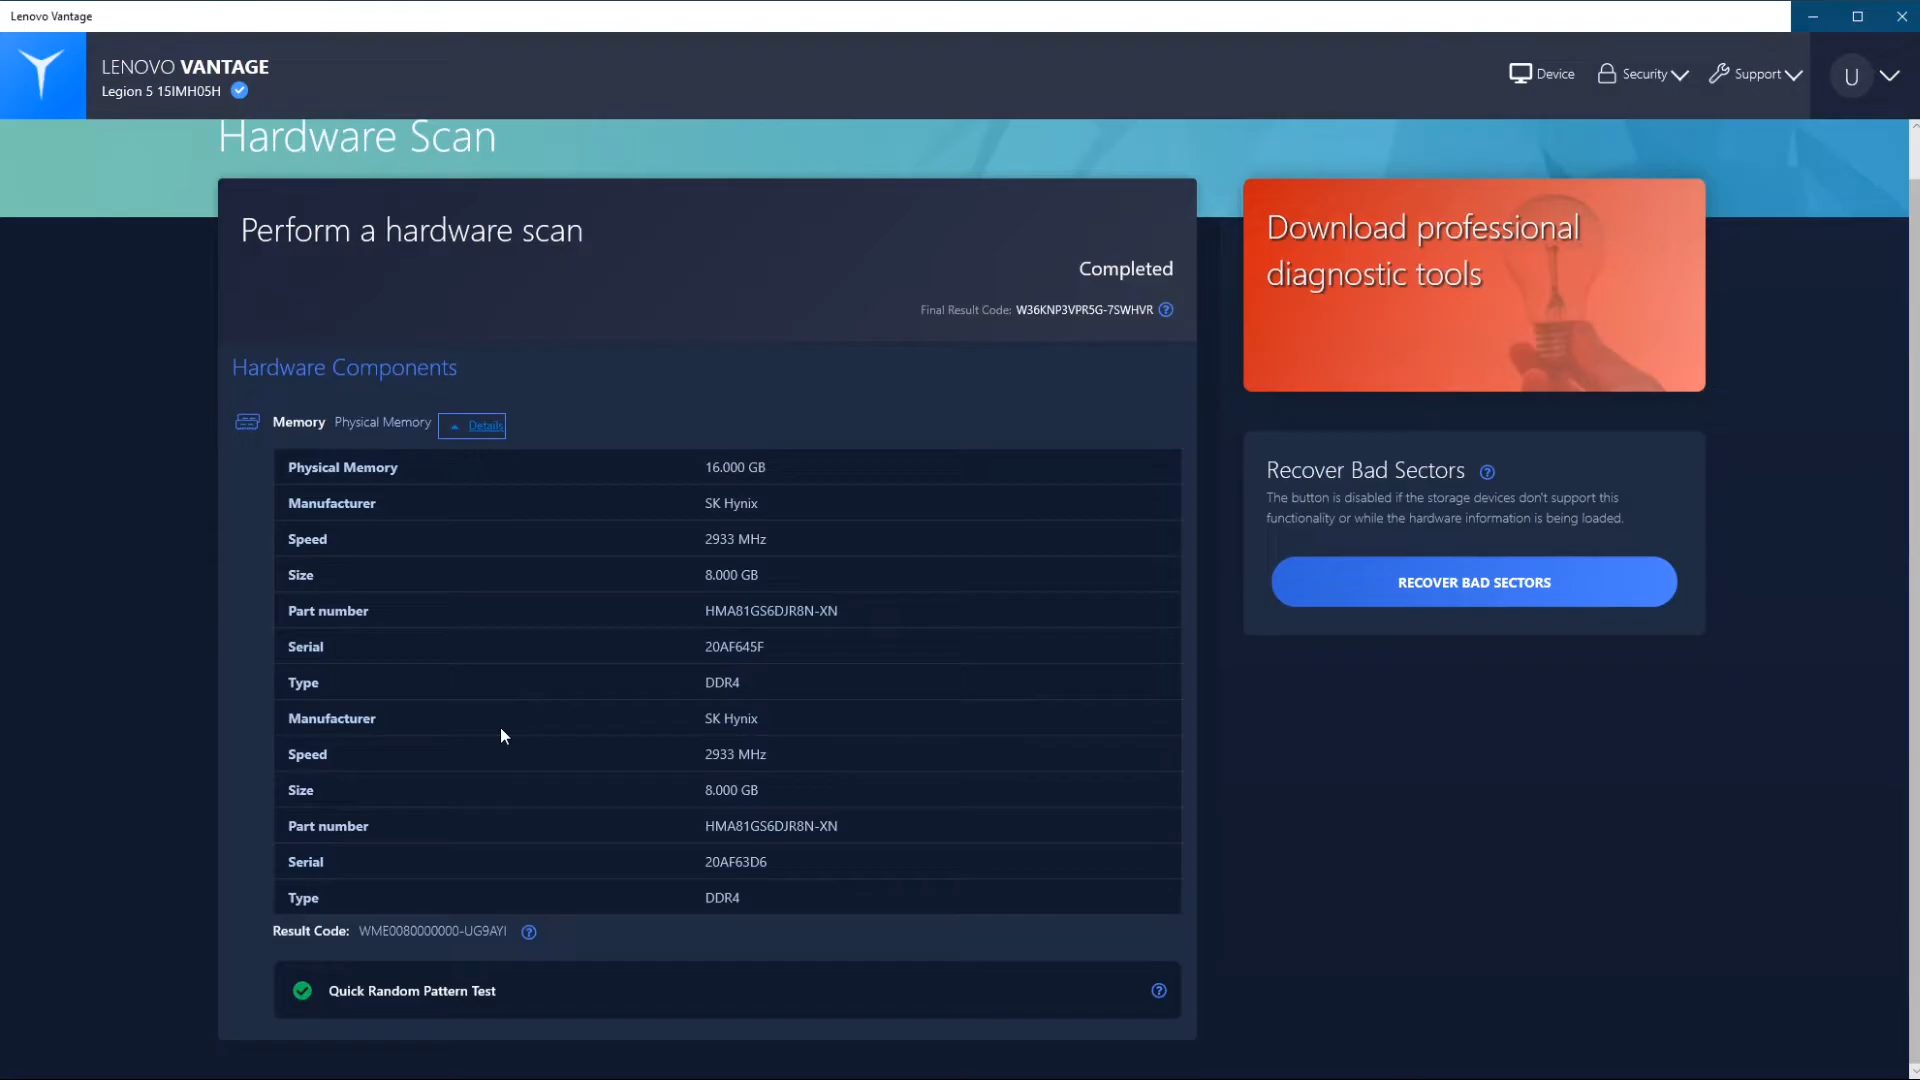 Lenovo Vantage
LENOVO VANTAGE
Legion 5 15IMH05H
Device
Security
Support
U
Hardware Scan
Perform a hardware scan
Completed
Final Result Code: W36KNP3VPR5G-7SWHVR
Hardware Components
Memory Physical Memory Details
Physical Memory 16.000 GB
Manufacturer SK Hynix
Speed 2933 MHz
Size 8.000 GB
Part number HMA81GS6DJR8N-XN
Serial 20AF645F
Type DDR4
Manufacturer SK Hynix
Speed 2933 MHz
Size 8.000 GB
Part number HMA81GS6DJR8N-XN
Serial 20AF63D6
Type DDR4
Result Code: WME0080000000-UG9AYI
Quick Random Pattern Test
Download professional
diagnostic tools
Recover Bad Sectors
The button is disabled if the storage devices don't support this
functionality or while the hardware information is being loaded.
RECOVER BAD SECTORS